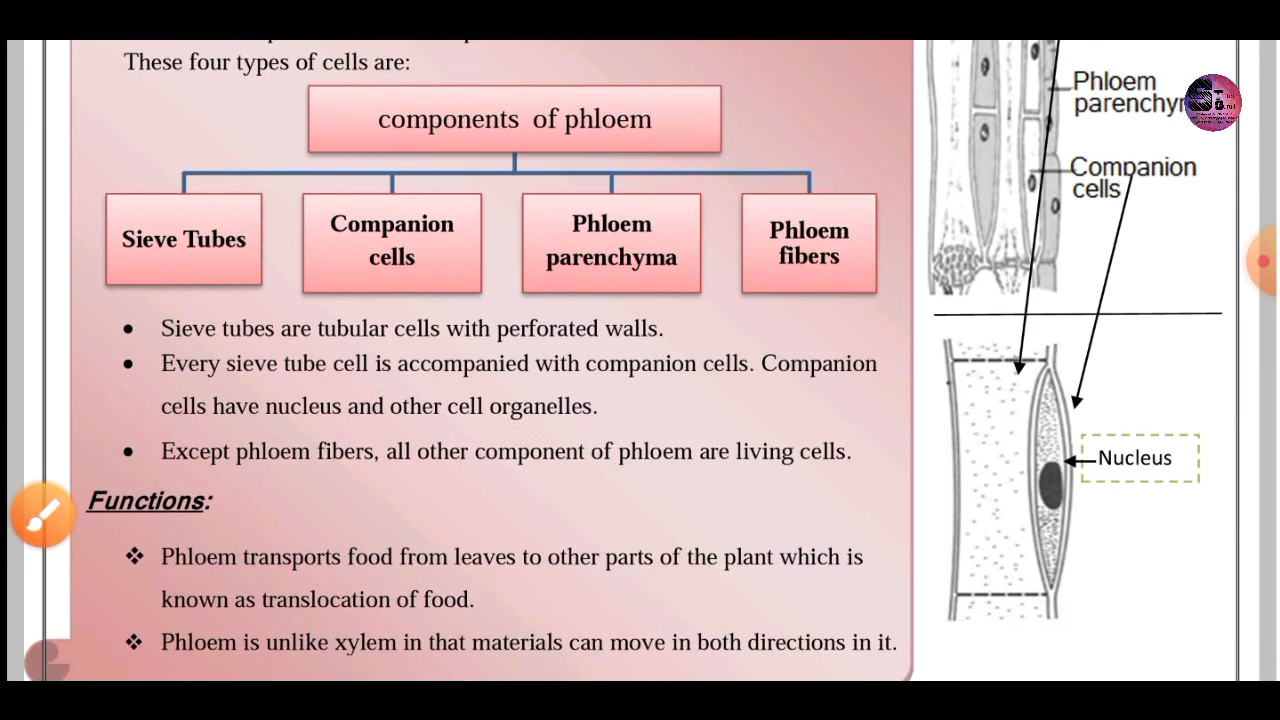 These four types of cells are:
components of phloem
Sieve Tubes
Companion
cells
Phloem
parenchyma
Phloem
fibers
• Sieve tubes are tubular cells with perforated walls.
• Every sieve tube cell is accompanied with companion cells. Companion
cells have nucleus and other cell organelles.
• Except phloem fibers, all other component of phloem are living cells.
Functions:
❖ Phloem transports food from leaves to other parts of the plant which is
known as translocation of food.
❖ Phloem is unlike xylem in that materials can move in both directions in it.
Phloem
Companion
cells
Nucleus